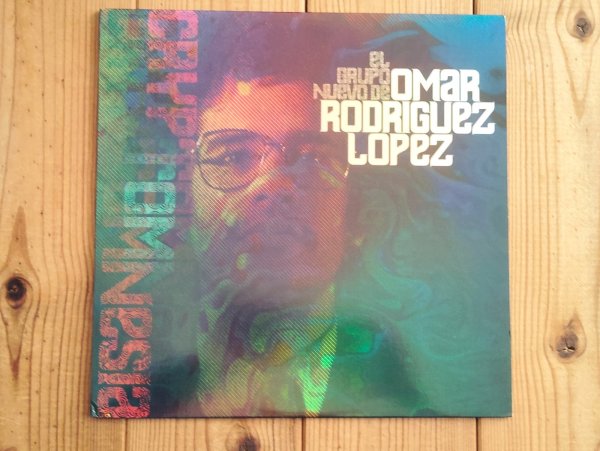 CRYPTOMNESIA
EL
GRUPO
NUEVO DE OMAR
RODRIGUEZ
LOPEZ